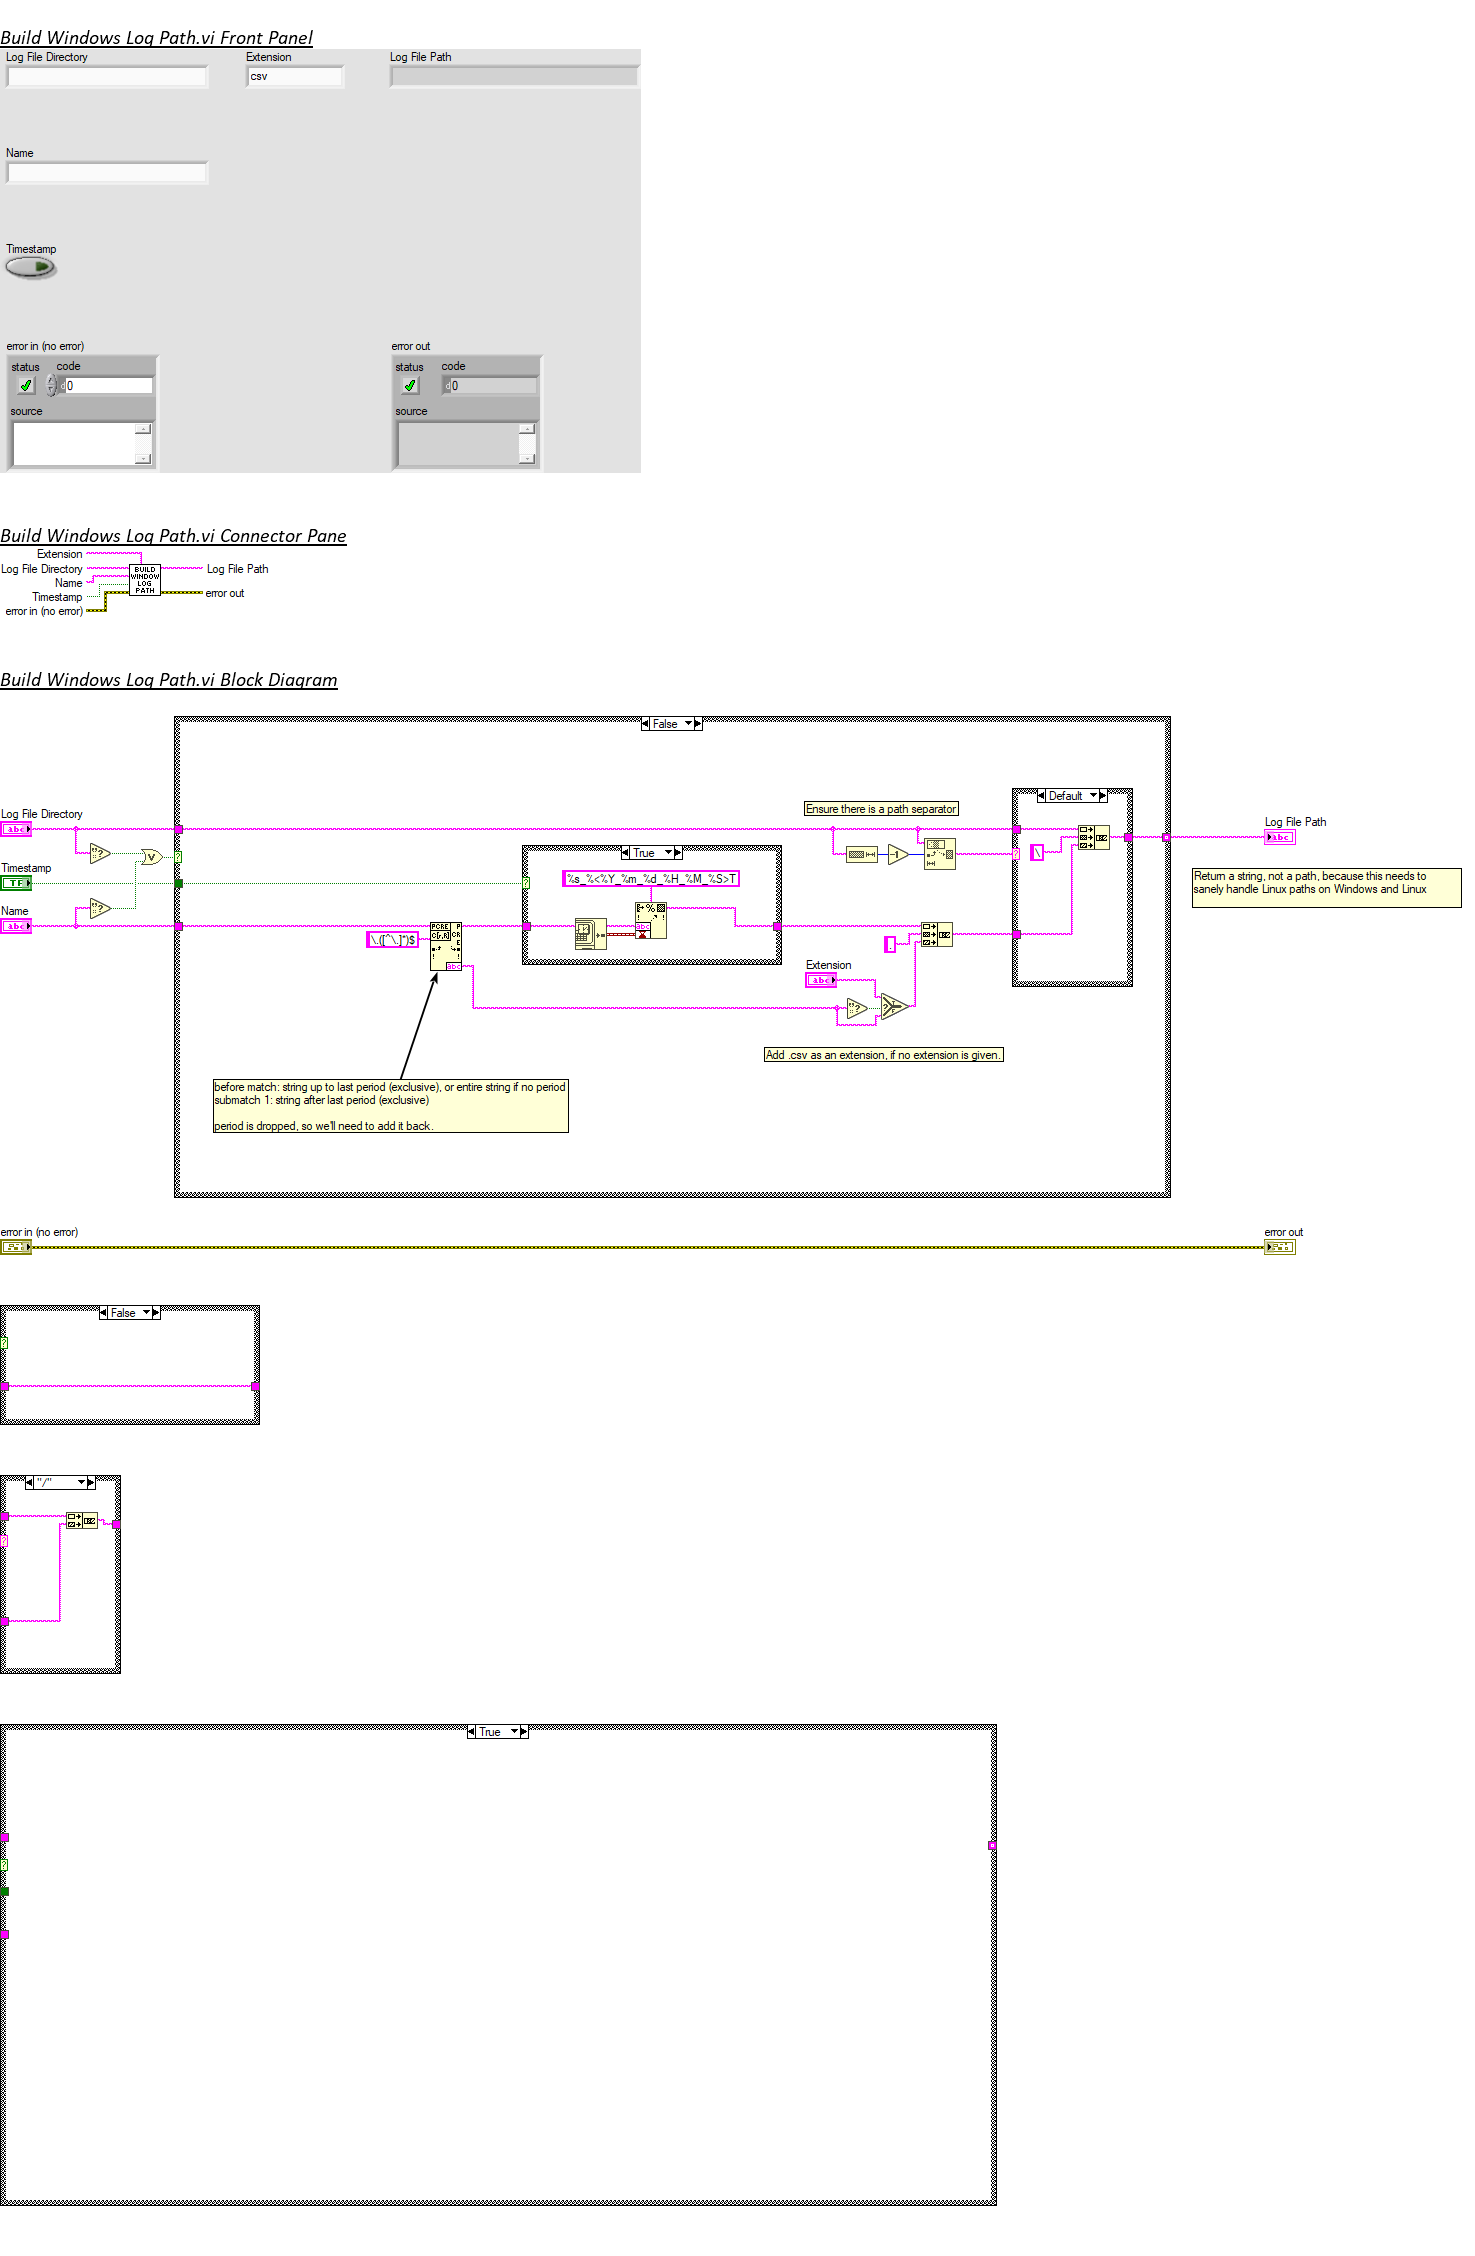 Build Windows Log Path.vi Front Panel
Log File Directory
Extension
Log File Path
csv
Name
Timestamp
error in (no error)
error out
status code
0
source
status code
0
source
Build Windows Log Path.vi Connector Pane
Extension
Log File Directory
Name
Timestamp
error in (no error)
BUILD
WINDOW
LOG
PATH
Log File Path
error out
Build Windows Log Path.vi Block Diagram
False
Log File Directory
abc
Timestamp
TF
Name
abc
\.([^\.]*)$
True
%s_%<%Y_%m_%d_%H_%M_%S>T
Ensure there is a path separator
Default
\
.
Extension
abc
Add .csv as an extension, if no extension is given.
before match: string up to last period (exclusive), or entire string if no period
submatch 1: string after last period (exclusive)
period is dropped, so we'll need to add it back.
Log File Path
abc
Return a string, not a path, because this needs to
sanely handle Linux paths on Windows and Linux
error in (no error)
error out
False
"/"
True